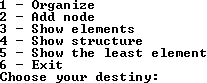 1 - Organize
2 - Add node
3 - Show elements
4 - Show structure
5 - Show the least element
6 - Exit
Choose your destiny: